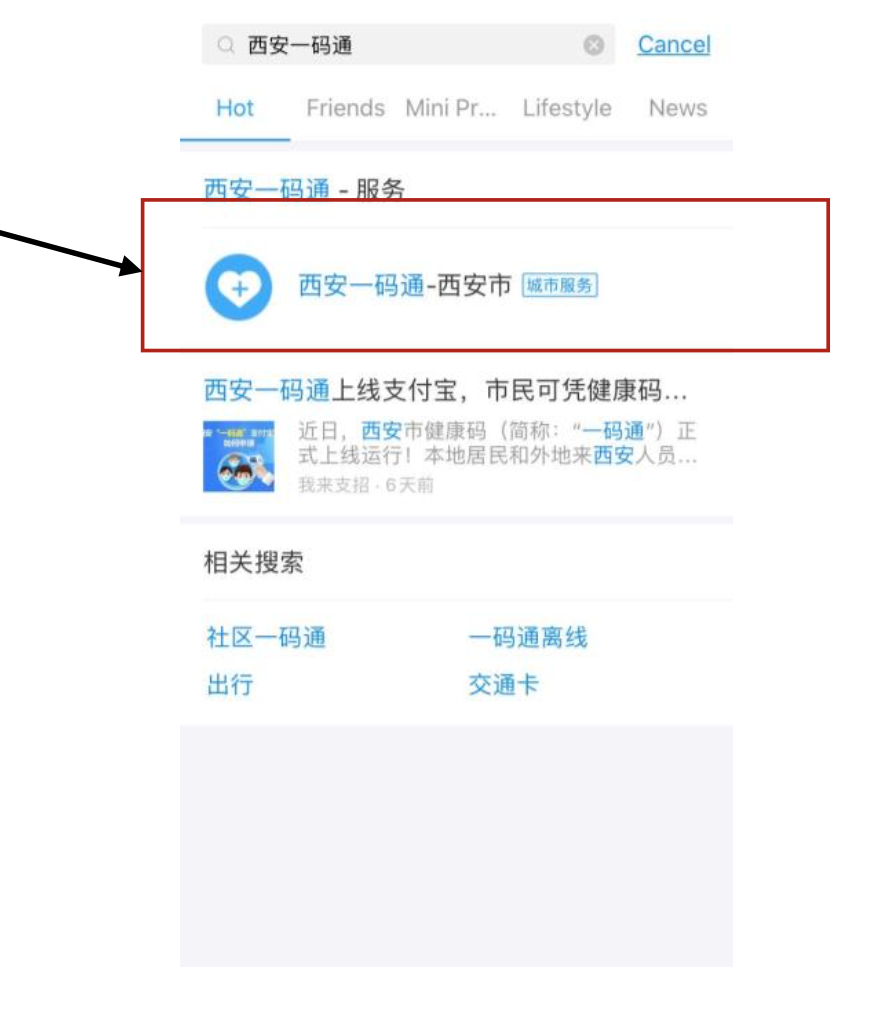 西安一码通
Cancel
Hot Friends Mini Pr... Lifestyle News
西安一码通 - 服务
西安一码通-西安市 城市服务
西安一码通上线支付宝，市民可凭健康码...
近日，西安市健康码（简称：“一码通”）正
式上线运行！本地居民和外地来西安人员...
我来支招 · 6天前
相关搜索
社区一码通 一码通离线
出行 交通卡